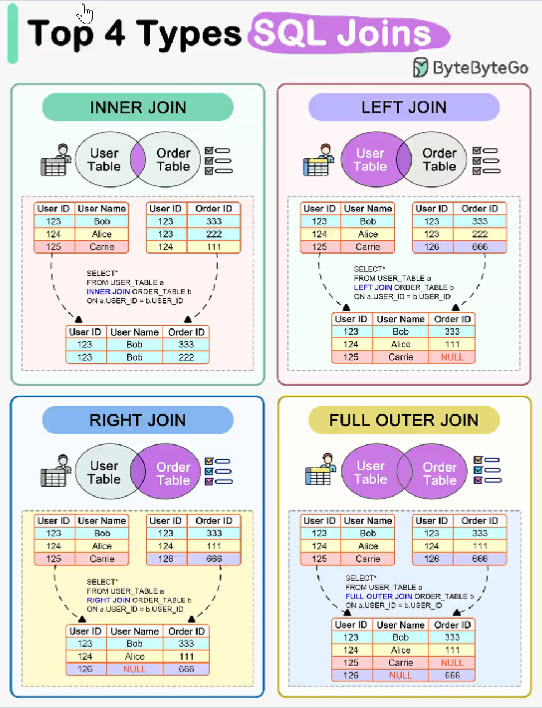 Top 4 Types SQL Joins
ByteByteGo
INNER JOIN
User Table
Order Table
User ID User Name
123 Bob
124 Alice
125 Carrie
User ID Order ID
123 333
123 222
124 111
SELECT*
FROM USER_TABLE a
INNER JOIN ORDER_TABLE b
ON a.USER_ID = b.USER_ID
User ID User Name Order ID
123 Bob 333
123 Bob 222
LEFT JOIN
User Table
Order Table
User ID User Name
123 Bob
124 Alice
125 Carrie
User ID Order ID
123 333
123 222
126 666
SELECT*
FROM USER_TABLE a
LEFT JOIN ORDER_TABLE b
ON a.USER_ID = b.USER_ID
User ID User Name Order ID
123 Bob 333
124 Alice 111
125 Carrie NULL
RIGHT JOIN
User Table
Order Table
User ID User Name
123 Bob
124 Alice
125 Carrie
User ID Order ID
123 333
124 111
126 666
SELECT*
FROM USER_TABLE a
RIGHT JOIN ORDER_TABLE b
ON a.USER_ID = b.USER_ID
User ID User Name Order ID
123 Bob 333
124 Alice 111
126 NULL 666
FULL OUTER JOIN
User Table
Order Table
User ID User Name
123 Bob
124 Alice
125 Carrie
User ID Order ID
123 333
124 111
126 666
SELECT*
FROM USER_TABLE a
FULL OUTER JOIN ORDER_TABLE b
ON a.USER_ID = b.USER_ID
User ID User Name Order ID
123 Bob 333
124 Alice 111
125 Carrie NULL
126 NULL 666